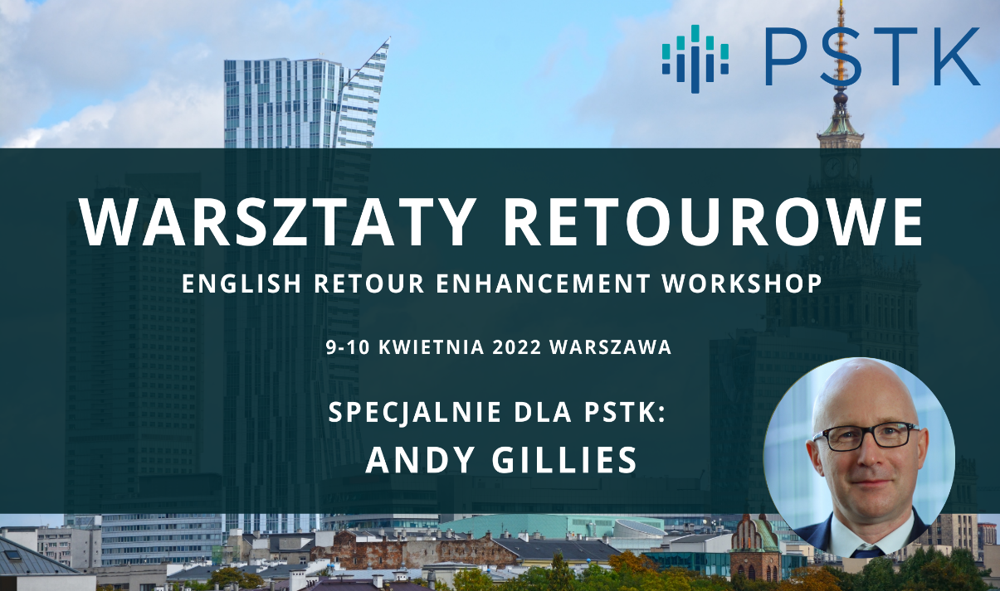 PSTK
WARSZTATY RETOUROWE
ENGLISH RETOUR ENHANCEMENT WORKSHOP
9-10 KWIETNIA 2022 WARSZAWA
SPECJALNIE DLA PSTK:
ANDY GILLIES